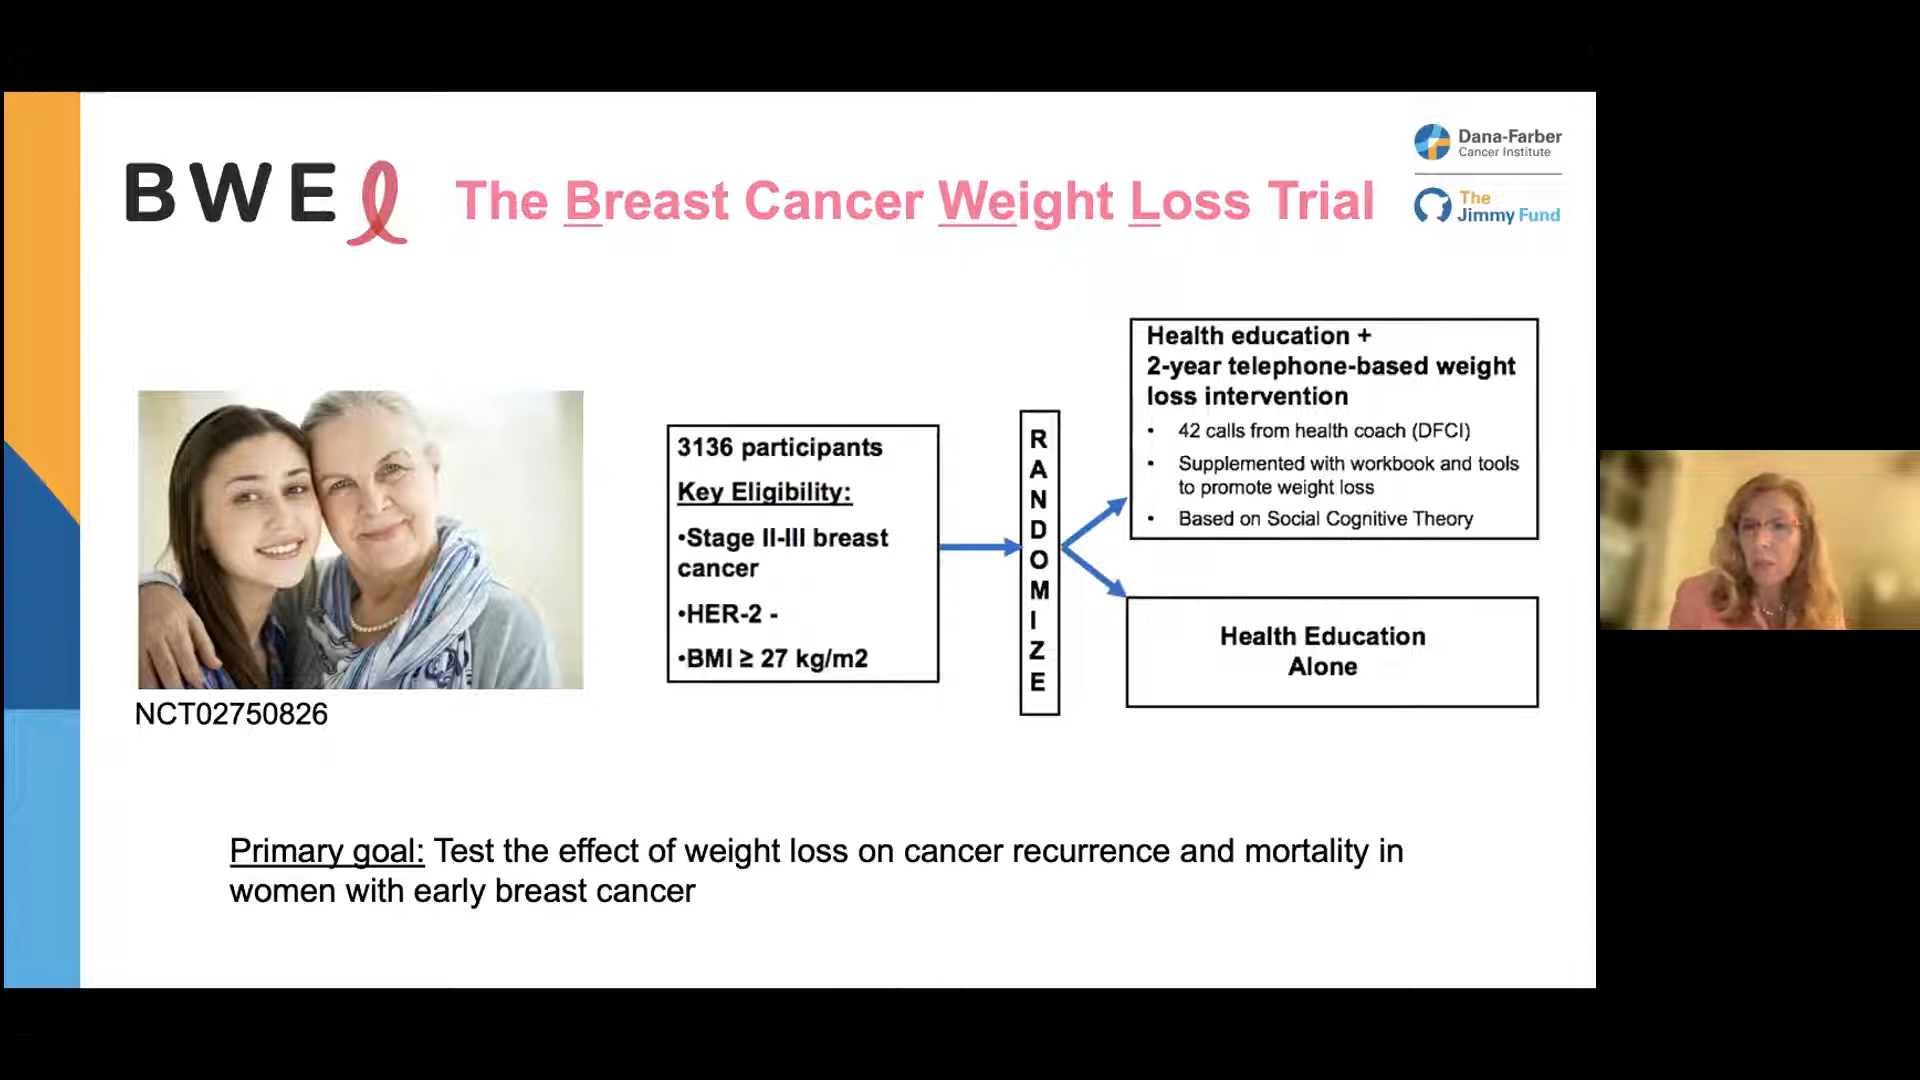 BWEL
The Breast Cancer Weight Loss Trial
Dana-Farber
Cancer Institute
The
Jimmy Fund
3136 participants
Key Eligibility:
•Stage II-III breast
cancer
•HER-2 -
•BMI ≥ 27 kg/m2
RANDOMIZE
Health education +
2-year telephone-based weight
loss intervention
• 42 calls from health coach (DFCI)
• Supplemented with workbook and tools
to promote weight loss
• Based on Social Cognitive Theory
Health Education
Alone
NCT02750826
Primary goal: Test the effect of weight loss on cancer recurrence and mortality in
women with early breast cancer